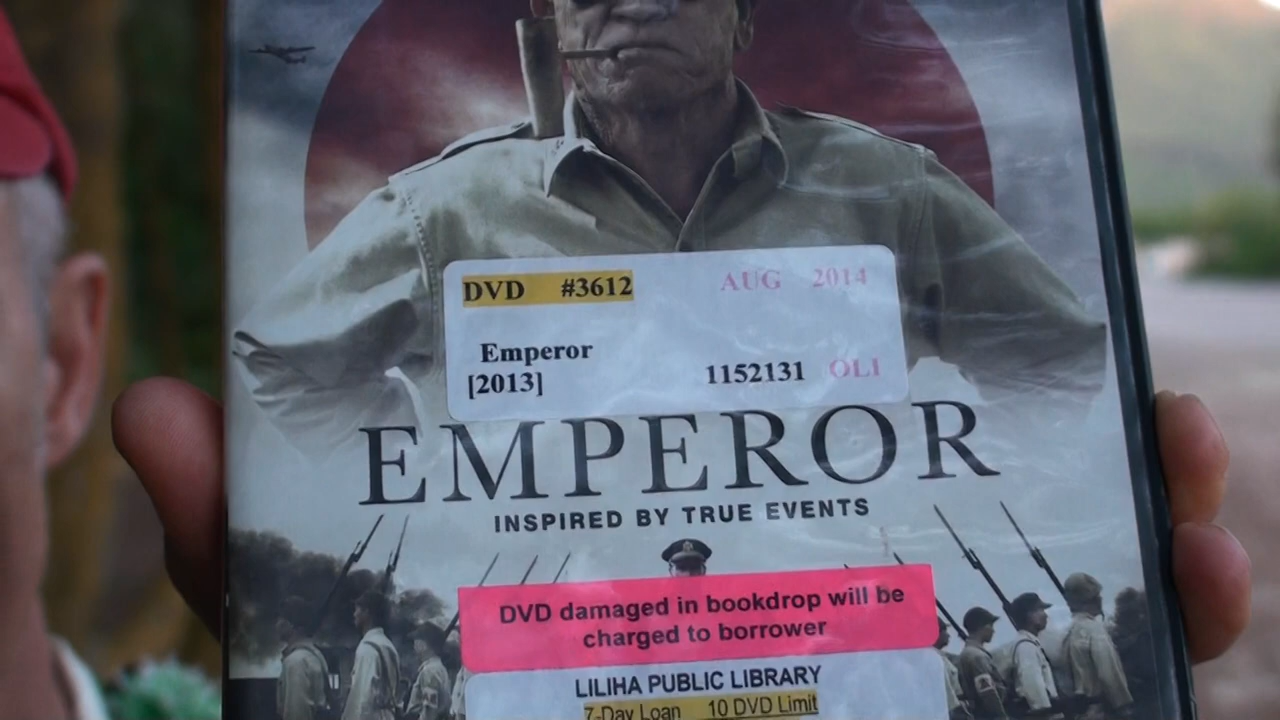 DVD #3612 AUG 2014
Emperor
[2013] 1152131 OLI
EMPEROR
INSPIRED BY TRUE EVENTS
DVD damaged in bookdrop will be
charged to borrower
LILIHA PUBLIC LIBRARY
7-Day Loan 10 DVD Limit